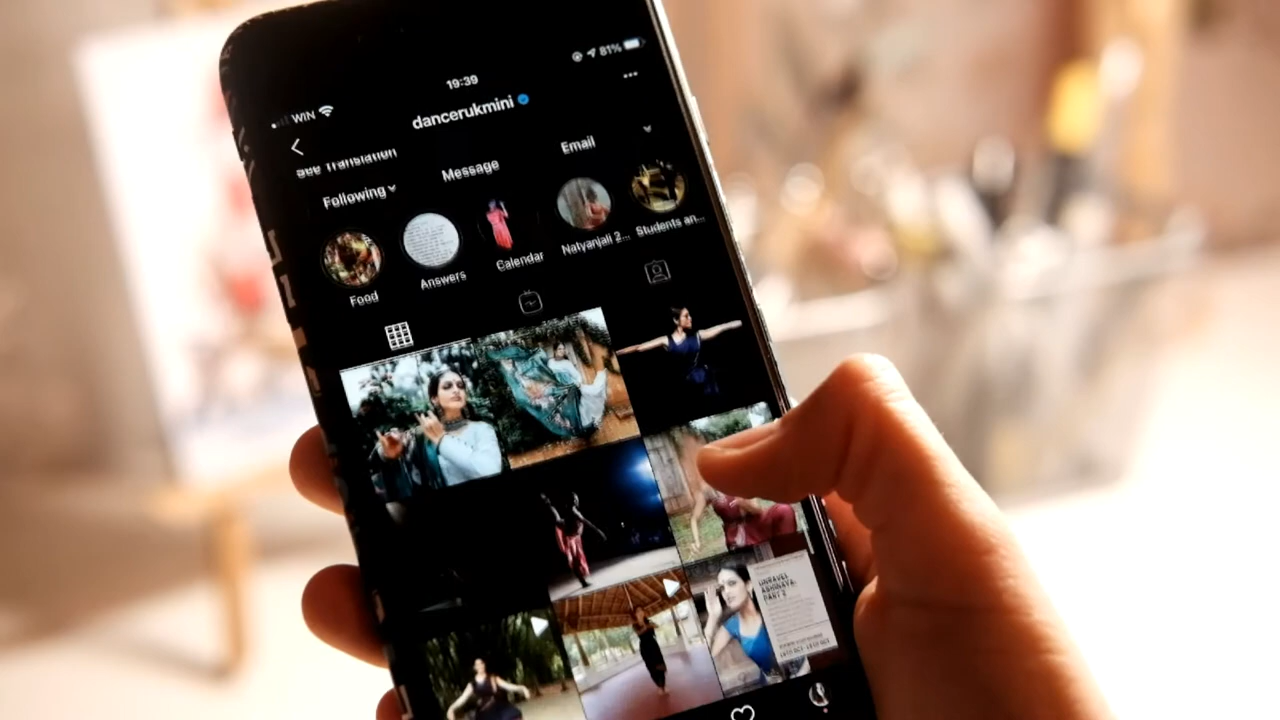 19:39
81%
WIN
dancerukmini
See Translation
Following
Message
Email
Food
Answers
Calendar
Natyanjali 2...
Students an...
UNRAVEL
ABHINAYA:
PART 2